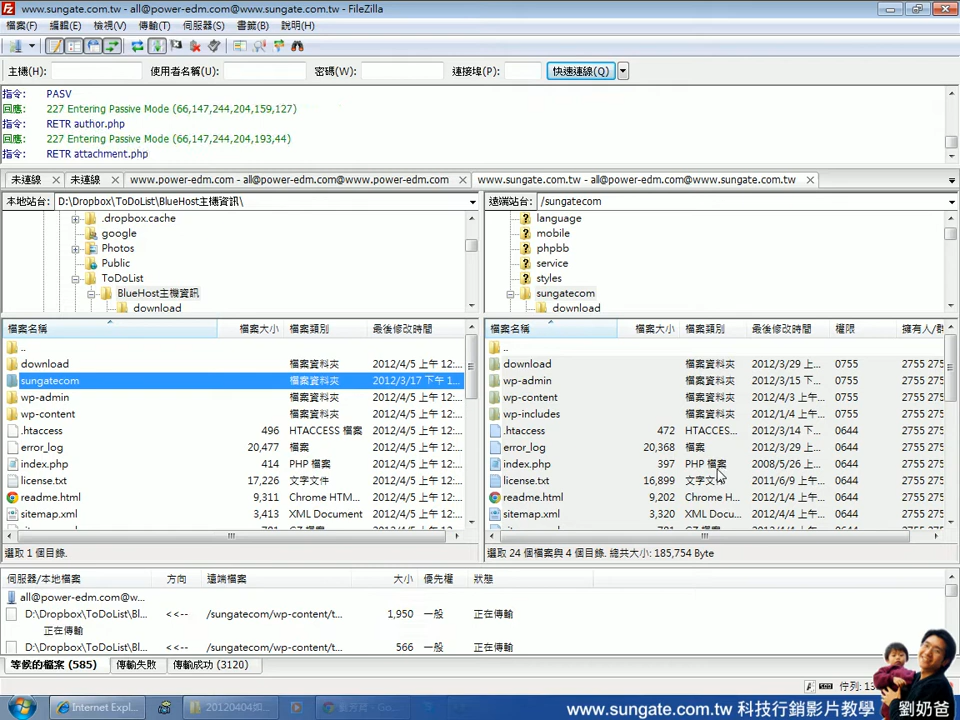 www.sungate.com.tw - all@power-edm.com@www.sungate.com.tw - FileZilla
檔案(F) 編輯(E) 檢視(V) 傳輸(T) 伺服器(S) 書籤(B) 說明(H)
主機(H): 使用者名稱(U): 密碼(W): 連接埠(P): 快速連線(Q)
指令: PASV
回應: 227 Entering Passive Mode (66,147,244,204,159,127)
指令: RETR author.php
回應: 227 Entering Passive Mode (66,147,244,204,193,44)
指令: RETR attachment.php
未連線 未連線 www.power-edm.com - all@power-edm.com@www.power-edm.com www.sungate.com.tw - all@power-edm.com@www.sungate.com.tw
本地站台: D:\Dropbox\ToDoList\BlueHost主機資訊\
.dropbox.cache
google
Photos
Public
ToDoList
BlueHost主機資訊
download
遠端站台: /sungatecom
language
mobile
phpbb
service
styles
sungatecom
download
檔案名稱 檔案大小 檔案類別 最後修改時間
..
download 檔案資料夾 2012/4/5 上午 12:...
sungatecom 檔案資料夾 2012/3/17 下午 1...
wp-admin 檔案資料夾 2012/4/5 上午 12:...
wp-content 檔案資料夾 2012/4/5 上午 12:...
.htaccess 496 HTACCESS 檔案 2012/4/5 上午 12:...
error_log 20,477 檔案 2012/4/5 上午 12:...
index.php 414 PHP 檔案 2012/4/5 上午 12:...
license.txt 17,226 文字文件 2012/4/5 上午 12:...
readme.html 9,311 Chrome HTM... 2012/4/5 上午 12:...
sitemap.xml 3,413 XML Document 2012/4/5 上午 12:...
選取 1 個目錄.
檔案名稱 檔案大小 檔案類別 最後修改時間 權限 擁有人/群
..
download 檔案資料夾 2012/3/29 上... 0755 2755 275
wp-admin 檔案資料夾 2012/3/15 下... 0755 2755 275
wp-content 檔案資料夾 2012/4/3 上午... 0755 2755 275
wp-includes 檔案資料夾 2012/1/4 上午... 0755 2755 275
.htaccess 472 HTACCES... 2012/3/14 下... 0644 2755 275
error_log 20,368 檔案 2012/3/29 上... 0644 2755 275
index.php 397 PHP 檔案 2008/5/26 上... 0644 2755 275
license.txt 16,899 文字文件 2011/6/9 上午... 0644 2755 275
readme.html 9,202 Chrome H... 2012/1/4 上午... 0644 2755 275
sitemap.xml 3,320 XML Docu... 2012/4/4 上午... 0644 2755 275
選取 24 個檔案與 4 個目錄. 總共大小: 185,754 Byte
伺服器/本地檔案 方向 遠端檔案 大小 優先權 狀態
all@power-edm.com@w...
D:\Dropbox\ToDoList\Bl... <<-- /sungatecom/wp-content/t... 1,950 一般 正在傳輸
正在傳輸
D:\Dropbox\ToDoList\Bl... <<-- /sungatecom/wp-content/t... 566 一般 正在傳輸
等候的檔案 (585) 傳輸失敗 傳輸成功 (3120)
Internet Expl... 20120404如...
www.sungate.com.tw 科技行銷影片教學
劉奶爸